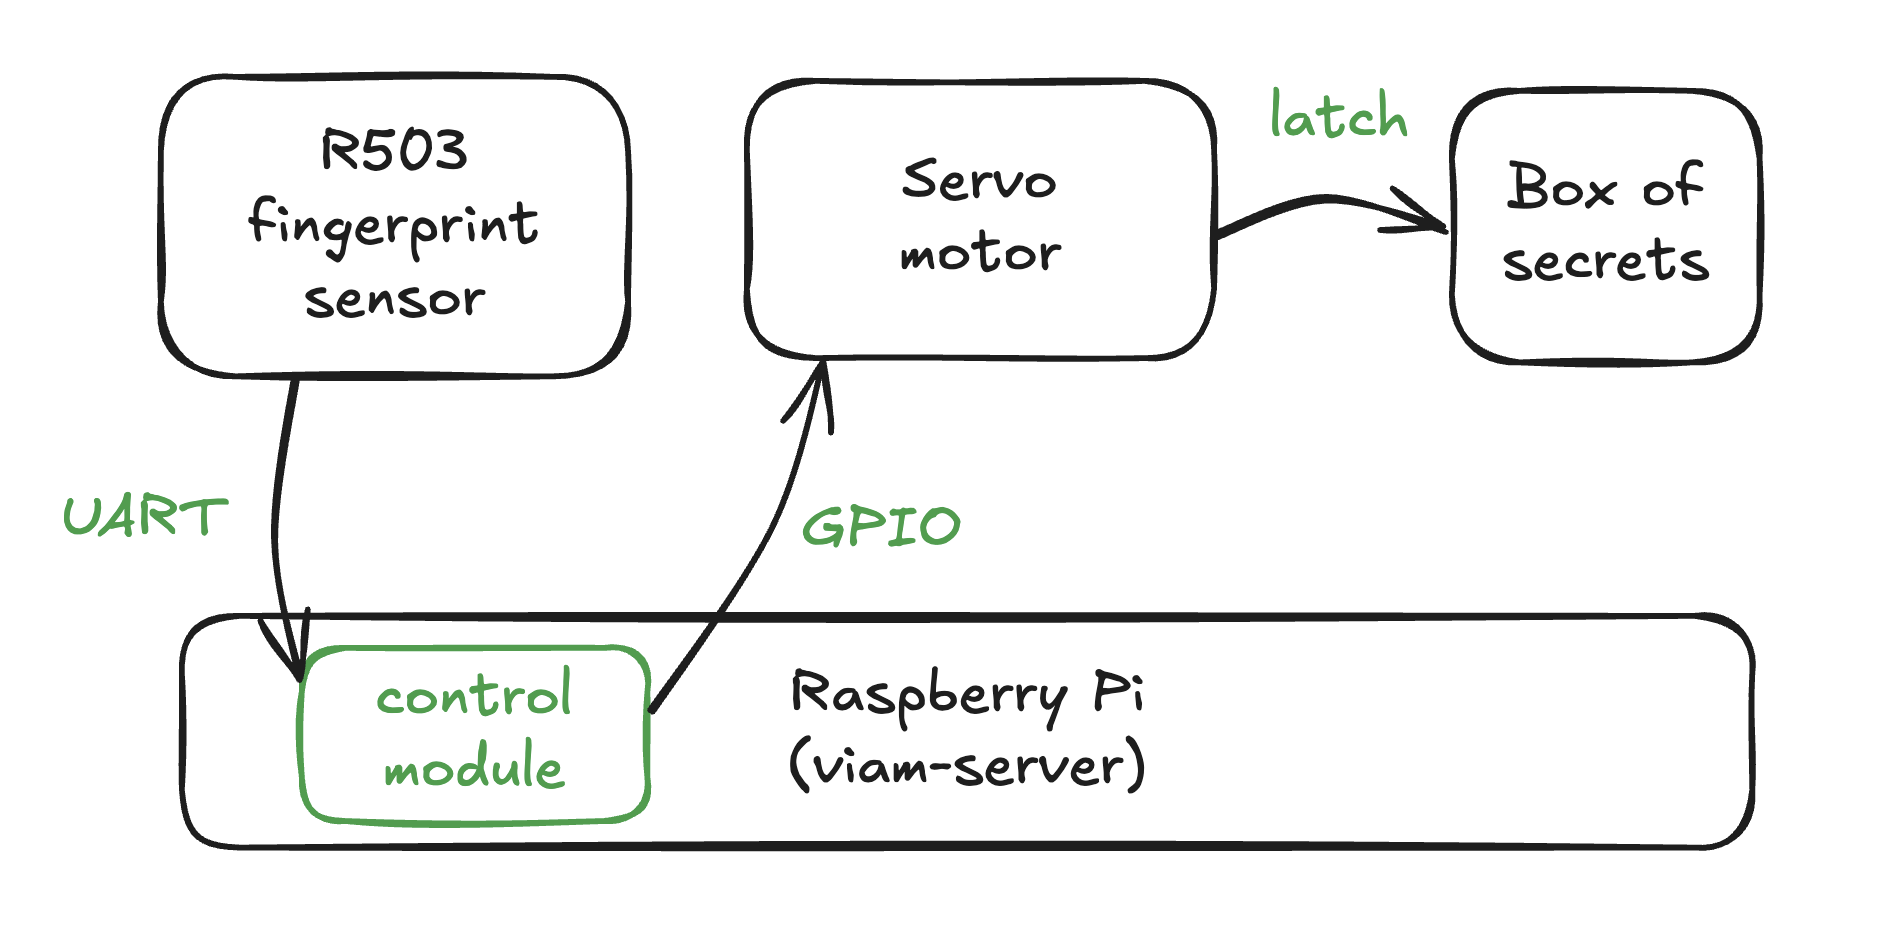 R503
fingerprint
sensor
Servo
motor
latch
Box of
secrets
UART
GPIO
control
module
Raspberry Pi
(viam-server)